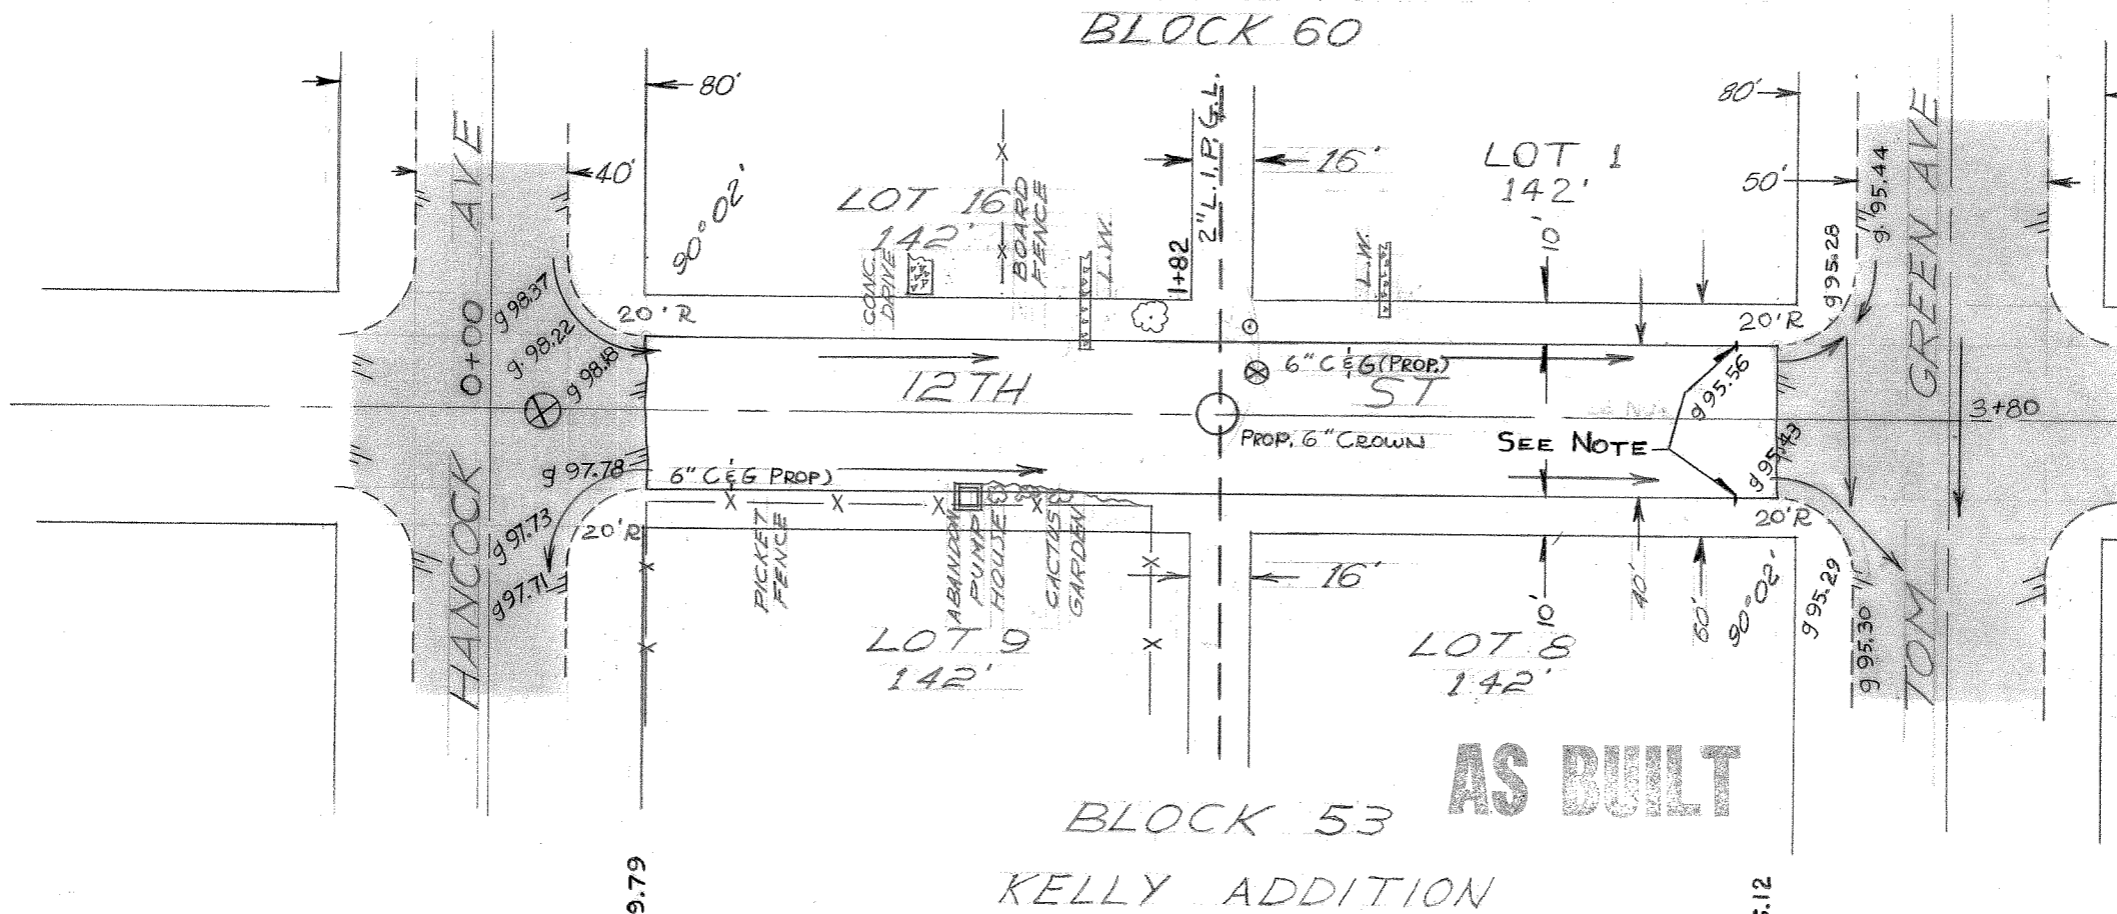 BLOCK 60
80'
80'
HANCOCK AVE
0+00
40'
90°02'
LOT 16
142'
CONC. DRIVE
BOARD FENCE
L.W.
1+82
2" L.I.P. G.L.
16'
LOT 1
142'
10'
L.W.
50'
g 95.44
g 95.28
TOM GREEN AVE
g 98.37
g 98.22
g 98.18
20'R
20'R
6" C & G (PROP.)
12TH ST
g 95.56
3+80
PROP. 6" CROWN
SEE NOTE
g 95.43
g 97.78
6" C & G PROP)
g 97.73
g 97.71
20'R
20'R
PICKET FENCE
ABANDON PUMP HOUSE
CACTUS GARDEN
16'
10'
40'
60'
90°02'
g 95.29
g 95.30
LOT 9
142'
LOT 8
142'
AS BUILT
BLOCK 53
KELLY ADDITION
9.79